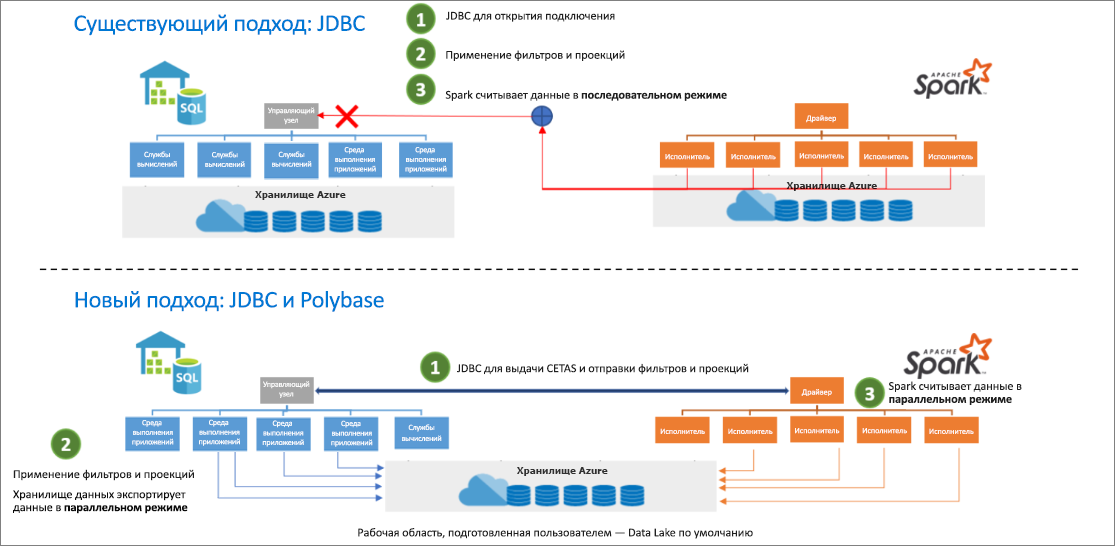 Существующий подход: JDBC
1
JDBC для открытия подключения
2
Применение фильтров и проекций
3
Spark считывает данные в последовательном режиме
SQL
APACHE
Spark™
Управляющий
узел
Драйвер
Службы
вычислений
Службы
вычислений
Службы
вычислений
Среда
выполнения
приложений
Среда
выполнения
приложений
Исполнитель
Исполнитель
Исполнитель
Исполнитель
Исполнитель
Хранилище Azure
Хранилище Azure
Новый подход: JDBC и Polybase
SQL
APACHE
Spark™
1
JDBC для выдачи CETAS и отправки фильтров и проекций
Управляющий
узел
Драйвер
3
Spark считывает данные в
параллельном режиме
Среда
выполнения
приложений
Среда
выполнения
приложений
Среда
выполнения
приложений
Среда
выполнения
приложений
Службы
вычислений
Исполнитель
Исполнитель
Исполнитель
Исполнитель
Исполнитель
2
Применение фильтров и проекций
Хранилище данных экспортирует
данные в параллельном режиме
Хранилище Azure
Рабочая область, подготовленная пользователем — Data Lake по умолчанию